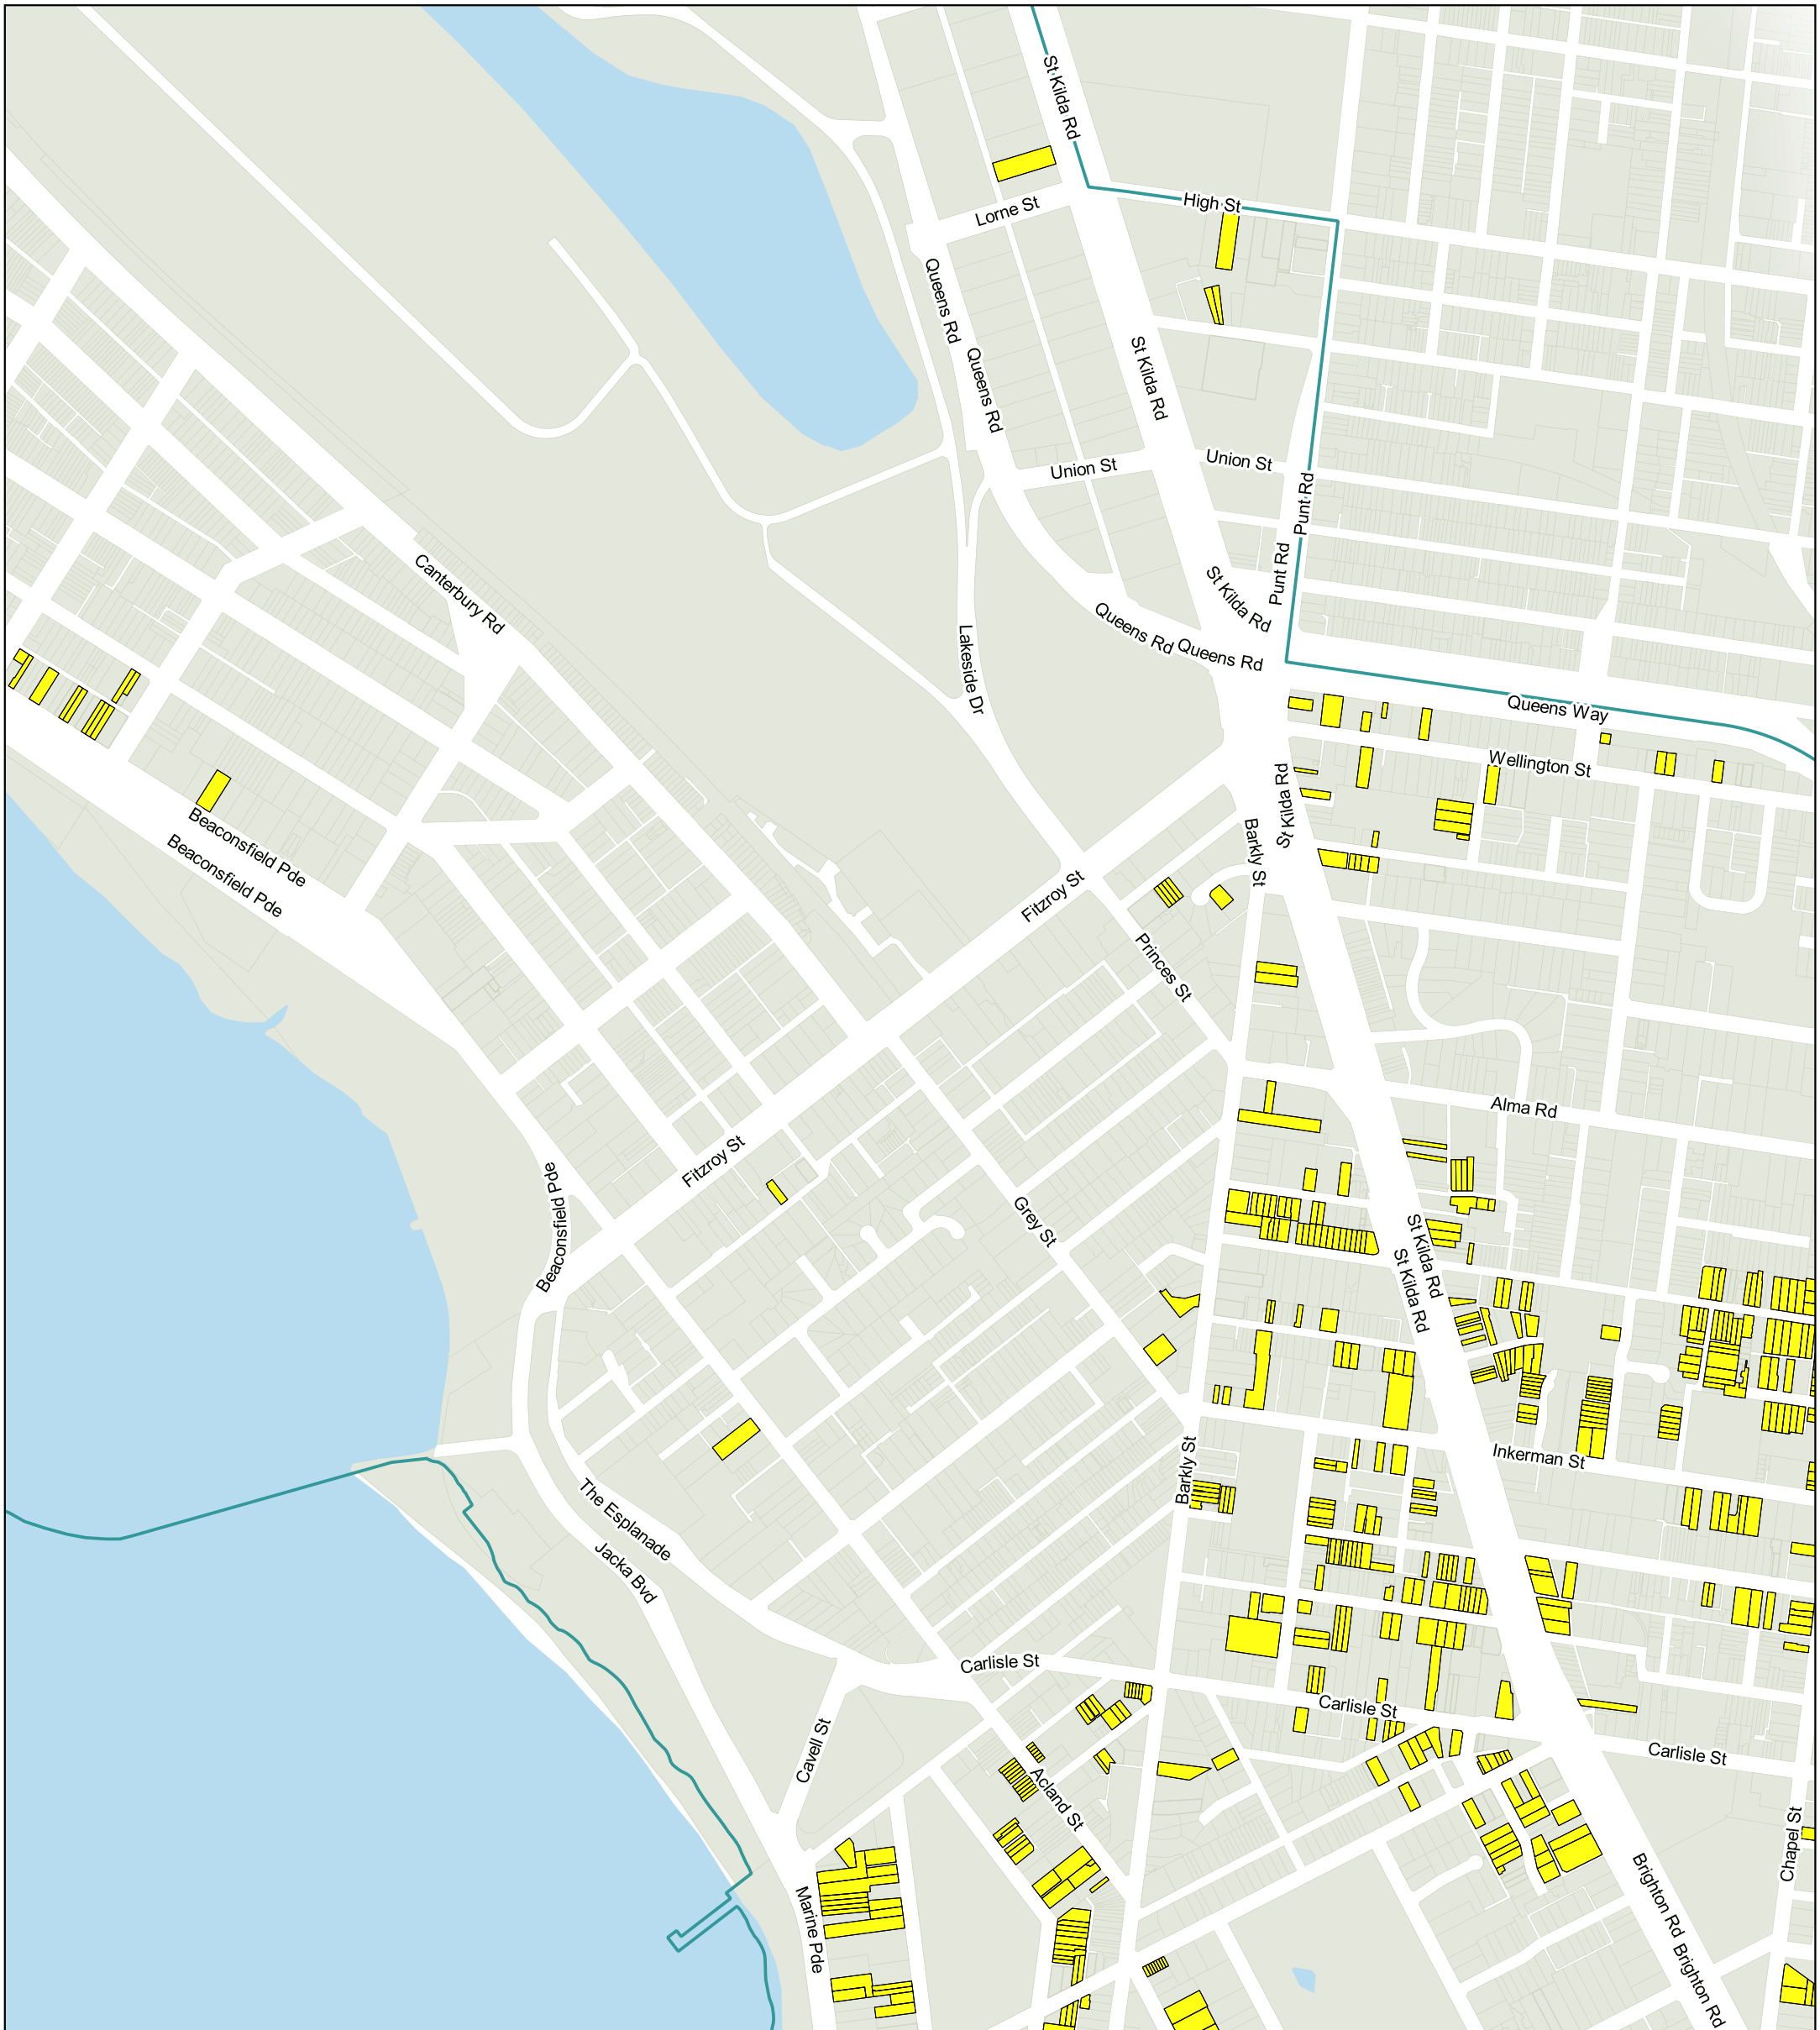 St Kilda Rd
High St
Lorne St
Queens Rd
Queens Rd
St Kilda Rd
Union St
Union St
Punt Rd
Punt Rd
Canterbury Rd
St Kilda Rd
Queens Rd
Queens Rd
Lakeside Dr
Queens Way
Wellington St
St Kilda Rd
Beaconsfield Pde
Beaconsfield Pde
Barkly St
Fitzroy St
Princes St
Alma Rd
Fitzroy St
Beaconsfield Pde
Grey St
St Kilda Rd
St Kilda Rd
Inkerman St
Barkly St
The Esplanade
Jacka Bvd
Carlisle St
Carlisle St
Carlisle St
Cavell St
Acland St
Chapel St
Marine Pde
Brighton Rd
Brighton Rd